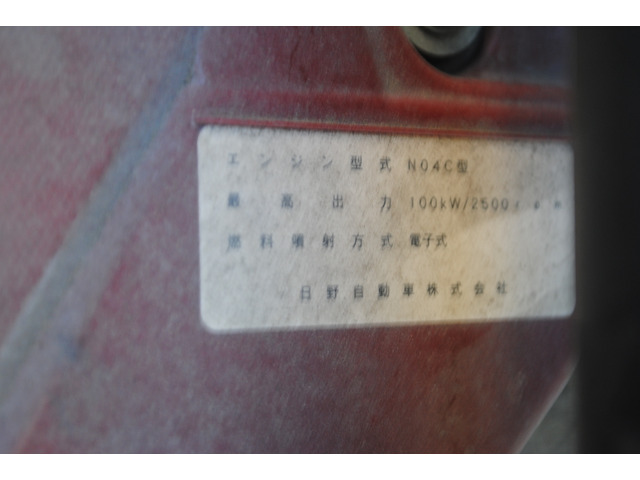 エンジン型式 N04C型
最高出力 100kW/2500rpm
燃料噴射方式 電子式
日野自動車株式会社